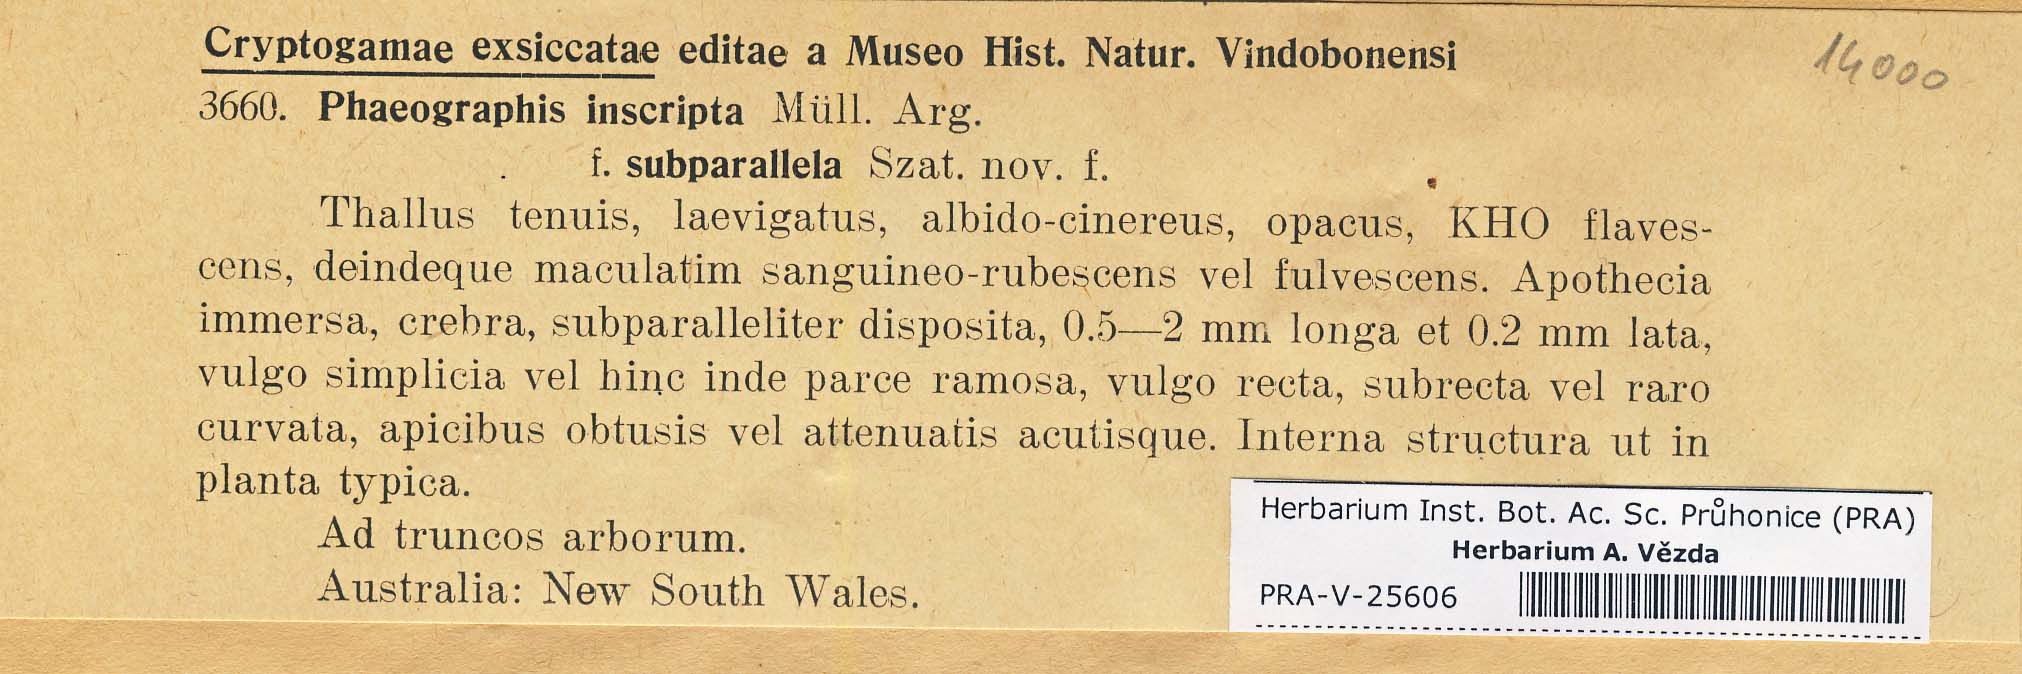 Cryptogamae exsiccatae editae a Museo Hist. Natur. Vindobonensi
14000
3660. Phaeographis inscripta Müll. Arg.
f. subparallela Szat. nov. f.
Thallus tenuis, laevigatus, albido-cinereus, opacus, KHO flaves-
cens, deindeque maculatim sanguineo-rubescens vel fulvescens. Apothecia
immersa, crebra, subparalleliter disposita, 0.5—2 mm longa et 0.2 mm lata,
vulgo simplicia vel hinc inde parce ramosa, vulgo recta, subrecta vel raro
curvata, apicibus obtusis vel attenuatis acutisque. Interna structura ut in
planta typica.
Ad truncos arborum.
Australia: New South Wales.
Herbarium Inst. Bot. Ac. Sc. Průhonice (PRA)
Herbarium A. Vězda
PRA-V-25606